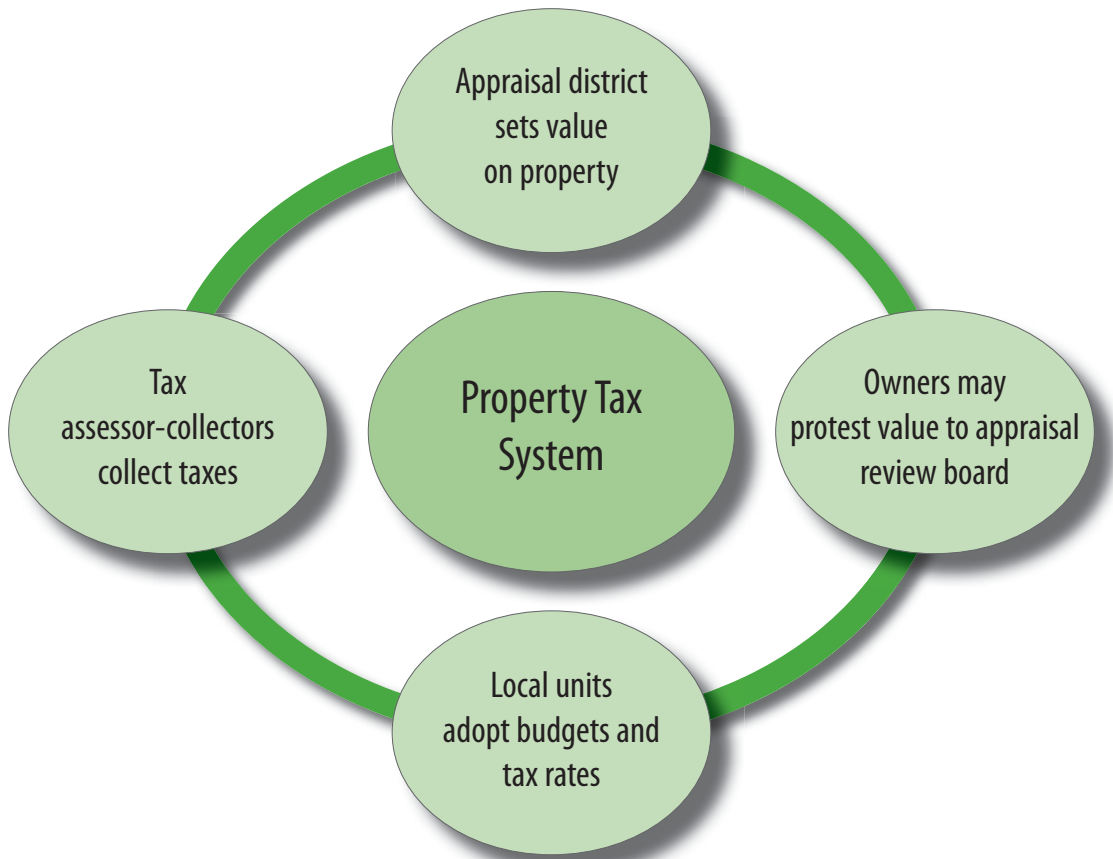 Appraisal district
sets value
on property
Tax
assessor-collectors
collect taxes
Property Tax
System
Owners may
protest value to appraisal
review board
Local units
adopt budgets and
tax rates